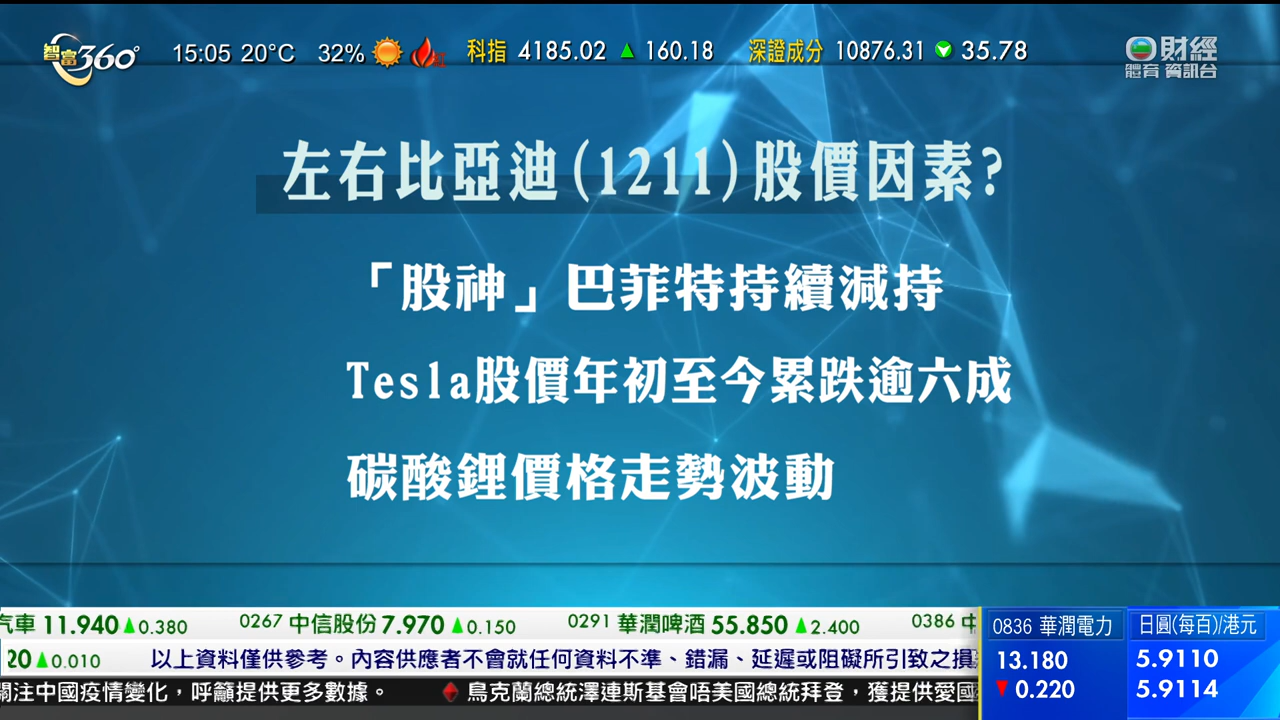 智富360° 15:05 20°C 32% 科指 4185.02 ▲ 160.18 深證成分 10876.31 ▼ 35.78 財經
體育 資訊台
左右比亞迪(1211)股價因素?
「股神」巴菲特持續減持
Tesla股價年初至今累跌逾六成
碳酸鋰價格走勢波動
汽車 11.940 ▲ 0.380 0267 中信股份 7.970 ▲ 0.150 0291 華潤啤酒 55.850 ▲ 2.400 0386 中
20 ▲ 0.010 以上資料僅供參考。內容供應者不會就任何資料不準、錯漏、延遲或阻礙所引致之損
關注中國疫情變化，呼籲提供更多數據。 烏克蘭總統澤連斯基會唔美國總統拜登，獲提供愛國
0836 華潤電力
13.180
▼ 0.220
日圓(每百)/港元
5.9110
5.9114